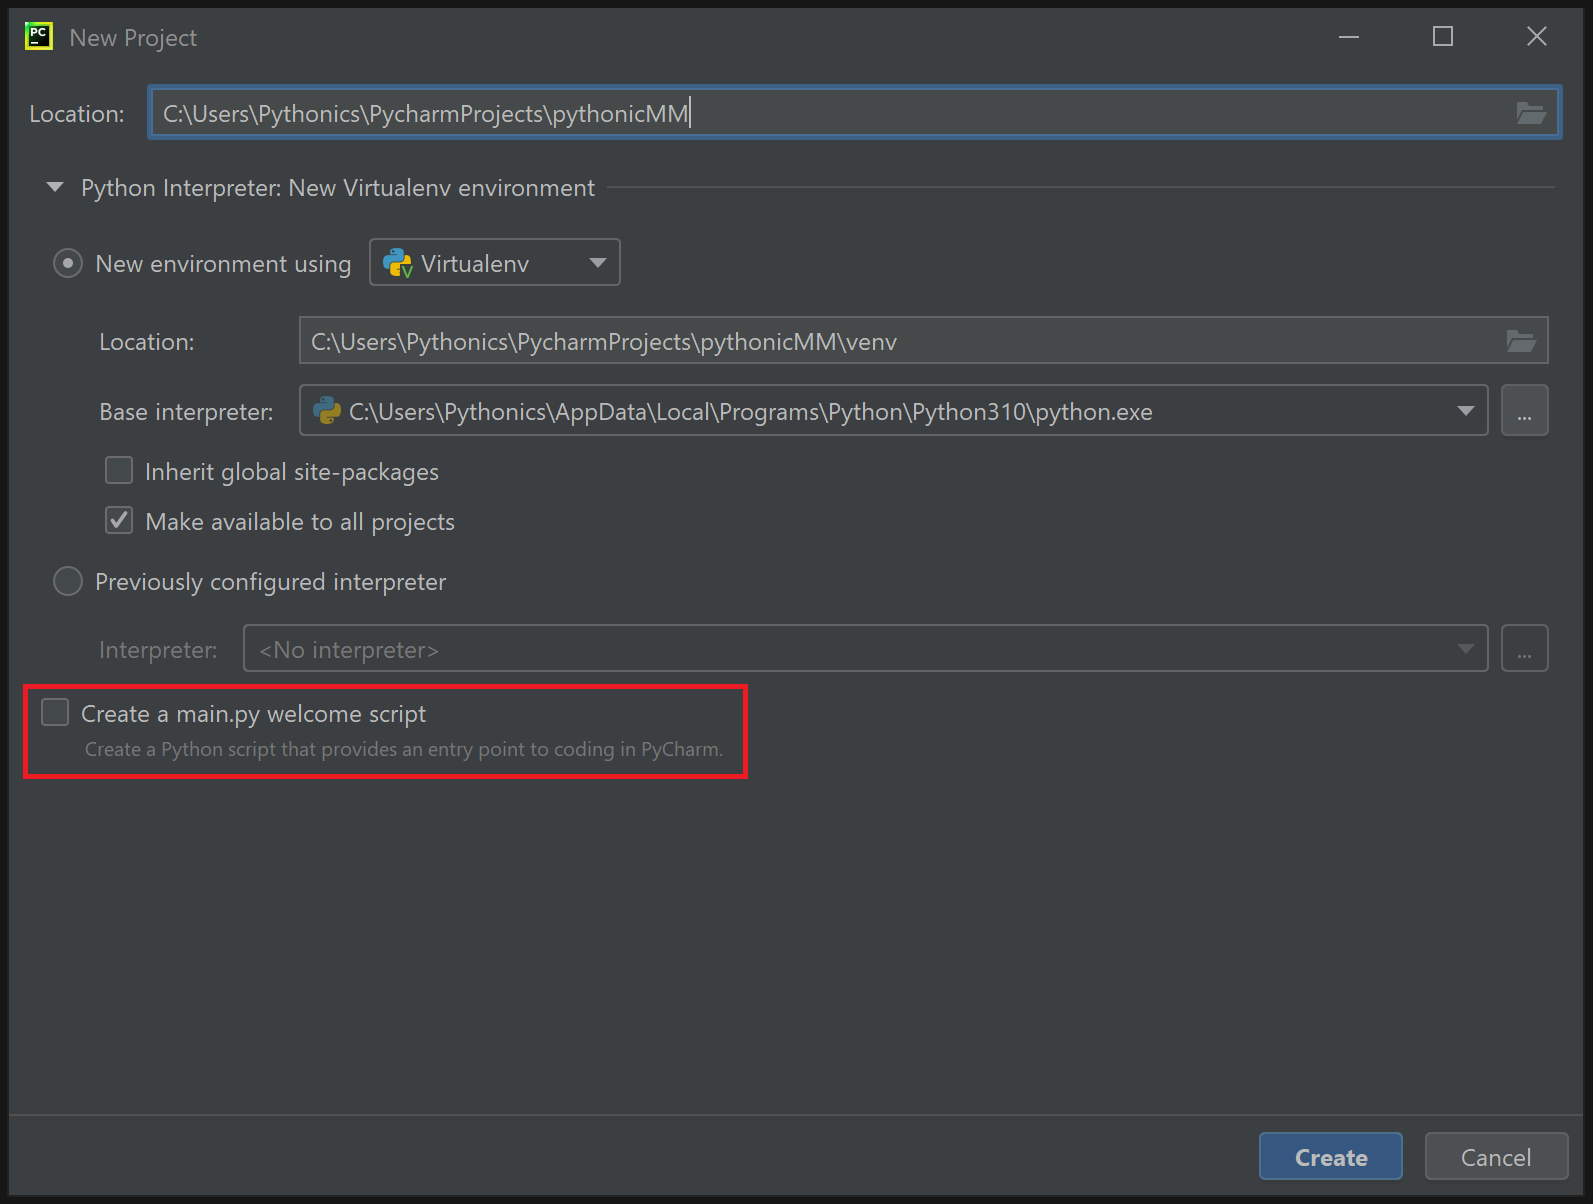 PC
New Project
Location: C:\Users\Pythonics\PycharmProjects\pythonicMM
Python Interpreter: New Virtualenv environment
New environment using Virtualenv
Location: C:\Users\Pythonics\PycharmProjects\pythonicMM\venv
Base interpreter: C:\Users\Pythonics\AppData\Local\Programs\Python\Python310\python.exe ...
Inherit global site-packages
Make available to all projects
Previously configured interpreter
Interpreter: <No interpreter> ...
Create a main.py welcome script
Create a Python script that provides an entry point to coding in PyCharm.
Create Cancel